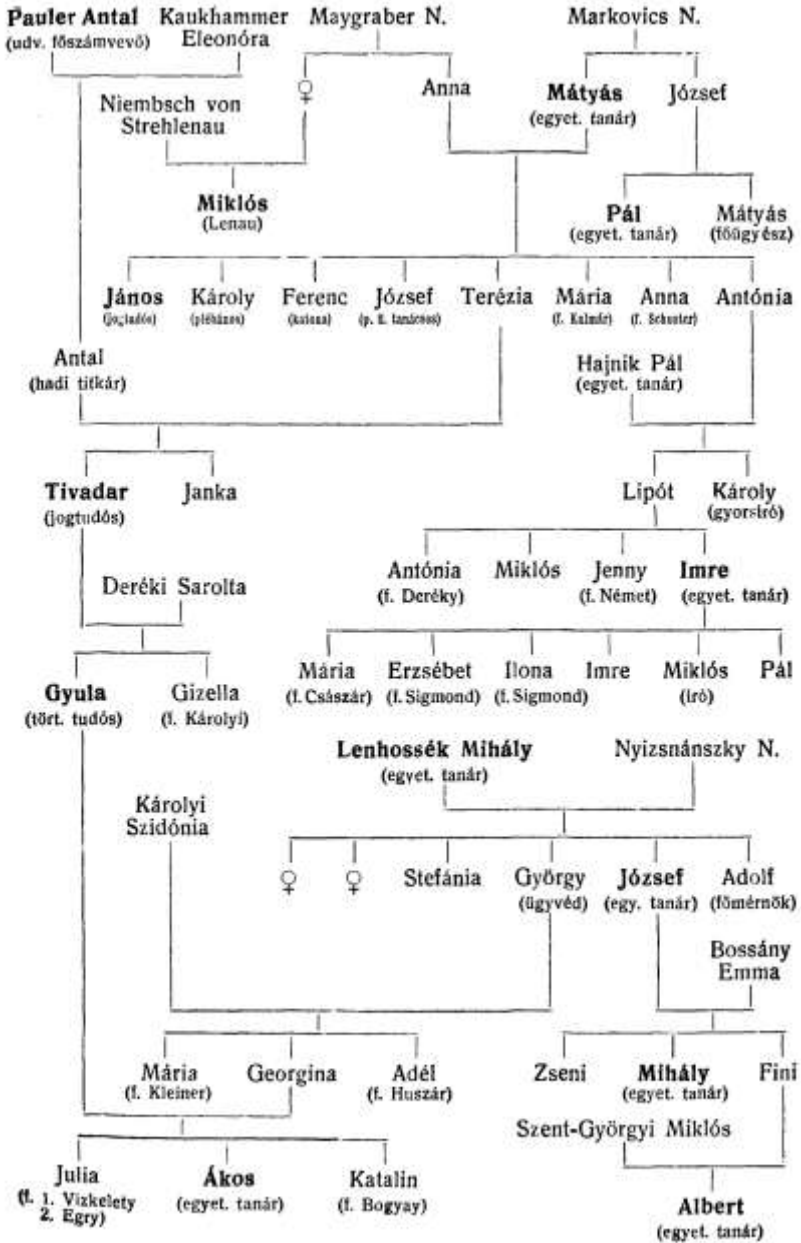 Pauler Antal
(udv. főszámvevő)
Kaukhammer
Eleonóra
Maygraber N.
Markovics N.
Niembsch von
Strehlenau
♀
Anna
Mátyás
(egyet. tanár)
József
Miklós
(Lenau)
Pál
(egyet. tanár)
Mátyás
(főügyész)
János
(jogtudós)
Károly
(plébános)
Ferenc
(katona)
József
(p. ü. tanácsos)
Terézia
Mária
(f. Kalmár)
Anna
(f. Schuster)
Antónia
Antal
(hadi titkár)
Hajnik Pál
(egyet. tanár)
Tivadar
(jogtudós)
Janka
Lipót
Károly
(gyorsíró)
Deréki Sarolta
Antónia
(f. Deréky)
Miklós
Jenny
(f. Német)
Imre
(egyet. tanár)
Gyula
(tört. tudós)
Gizella
(f. Károlyi)
Mária
(f. Császár)
Erzsébet
(f. Sigmond)
Ilona
(f. Sigmond)
Imre
Miklós
(író)
Pál
Lenhossék Mihály
(egyet. tanár)
Nyizsnánszky N.
Károlyi
Szidónia
♀
♀
Stefánia
György
(ügyvéd)
József
(egy. tanár)
Adolf
(főmérnök)
Bossány
Emma
Mária
(f. Kleiner)
Georgina
Adél
(f. Huszár)
Zseni
Mihály
(egyet. tanár)
Fini
Szent-Györgyi Miklós
Julia
(f. 1. Vizkelety
2. Egry)
Ákos
(egyet. tanár)
Katalin
(f. Bogyay)
Albert
(egyet. tanár)